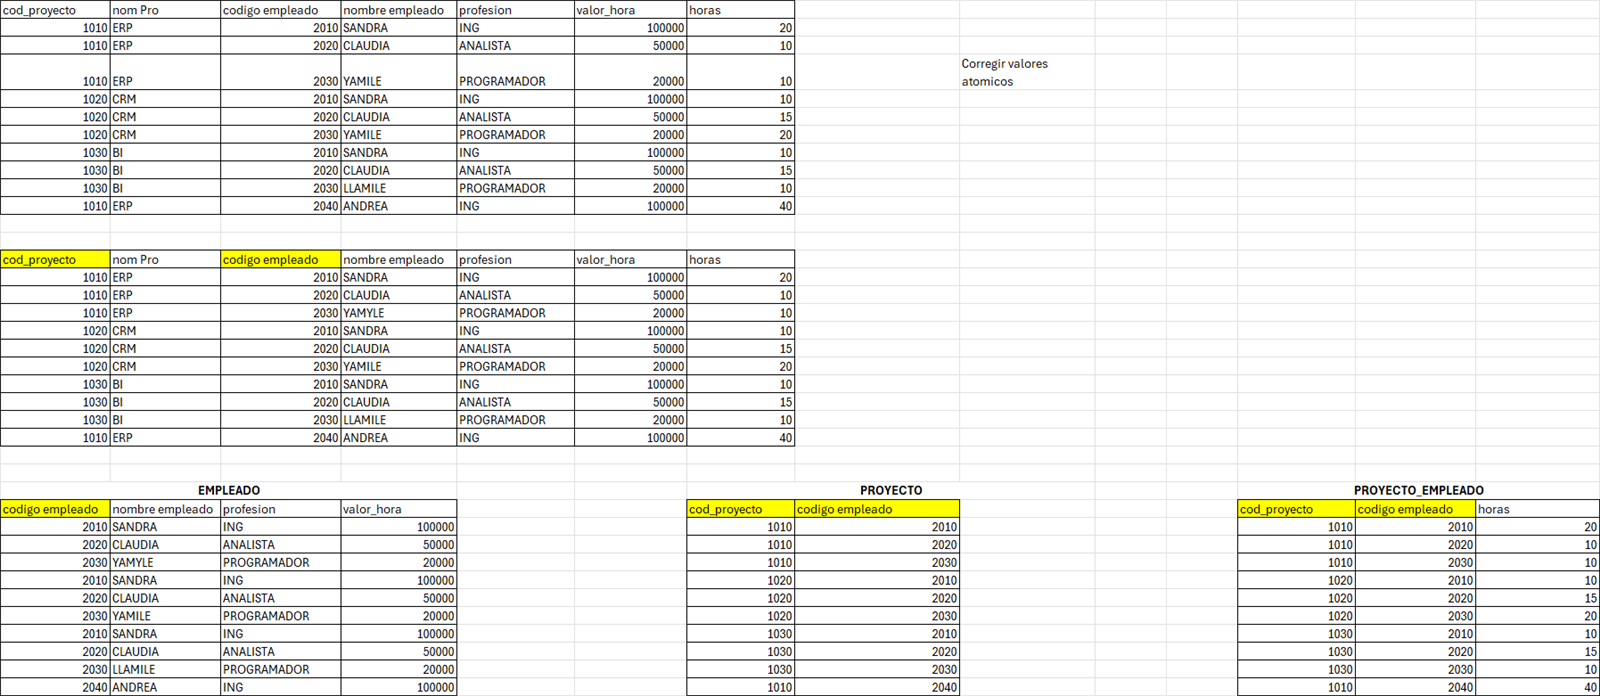 cod_proyecto nom Pro codigo empleado nombre empleado profesion valor_hora horas
1010 ERP 2010 SANDRA ING 100000 20
1010 ERP 2020 CLAUDIA ANALISTA 50000 10
Corregir valores
atomicos
1010 ERP 2030 YAMILE PROGRAMADOR 20000 10
1020 CRM 2010 SANDRA ING 100000 10
1020 CRM 2020 CLAUDIA ANALISTA 50000 15
1020 CRM 2030 YAMILE PROGRAMADOR 20000 20
1030 BI 2010 SANDRA ING 100000 10
1030 BI 2020 CLAUDIA ANALISTA 50000 15
1030 BI 2030 LLAMILE PROGRAMADOR 20000 10
1010 ERP 2040 ANDREA ING 100000 40
cod_proyecto nom Pro codigo empleado nombre empleado profesion valor_hora horas
1010 ERP 2010 SANDRA ING 100000 20
1010 ERP 2020 CLAUDIA ANALISTA 50000 10
1010 ERP 2030 YAMYLE PROGRAMADOR 20000 10
1020 CRM 2010 SANDRA ING 100000 10
1020 CRM 2020 CLAUDIA ANALISTA 50000 15
1020 CRM 2030 YAMILE PROGRAMADOR 20000 20
1030 BI 2010 SANDRA ING 100000 10
1030 BI 2020 CLAUDIA ANALISTA 50000 15
1030 BI 2030 LLAMILE PROGRAMADOR 20000 10
1010 ERP 2040 ANDREA ING 100000 40
EMPLEADO PROYECTO PROYECTO_EMPLEADO
codigo empleado nombre empleado profesion valor_hora cod_proyecto codigo empleado cod_proyecto codigo empleado horas
2010 SANDRA ING 100000 1010 2010 1010 2010 20
2020 CLAUDIA ANALISTA 50000 1010 2020 1010 2020 10
2030 YAMYLE PROGRAMADOR 20000 1010 2030 1010 2030 10
2010 SANDRA ING 100000 1020 2010 1020 2010 10
2020 CLAUDIA ANALISTA 50000 1020 2020 1020 2020 15
2030 YAMILE PROGRAMADOR 20000 1020 2030 1020 2030 20
2010 SANDRA ING 100000 1030 2010 1030 2010 10
2020 CLAUDIA ANALISTA 50000 1030 2020 1030 2020 15
2030 LLAMILE PROGRAMADOR 20000 1030 2030 1030 2030 10
2040 ANDREA ING 100000 1010 2040 1010 2040 40